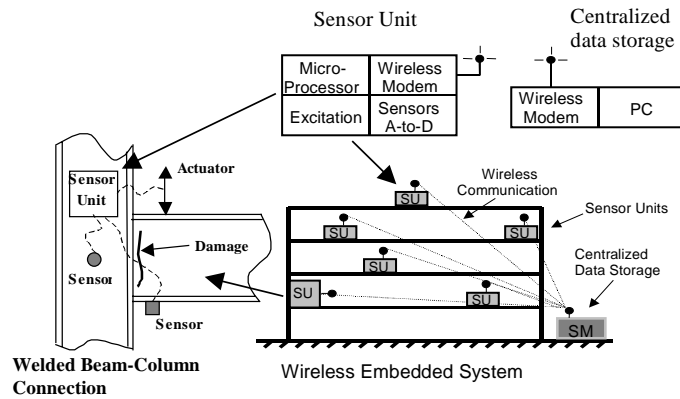 Sensor Unit
Centralized
data storage
Micro-
Processor
Wireless
Modem
Excitation
Sensors
A-to-D
Wireless
Modem
PC
Actuator
Sensor
Unit
Damage
Sensor
Sensor
Welded Beam-Column
Connection
Wireless
Communication
Sensor Units
SU
SU
SU
SU
SU
SU
Centralized
Data Storage
SM
Wireless Embedded System